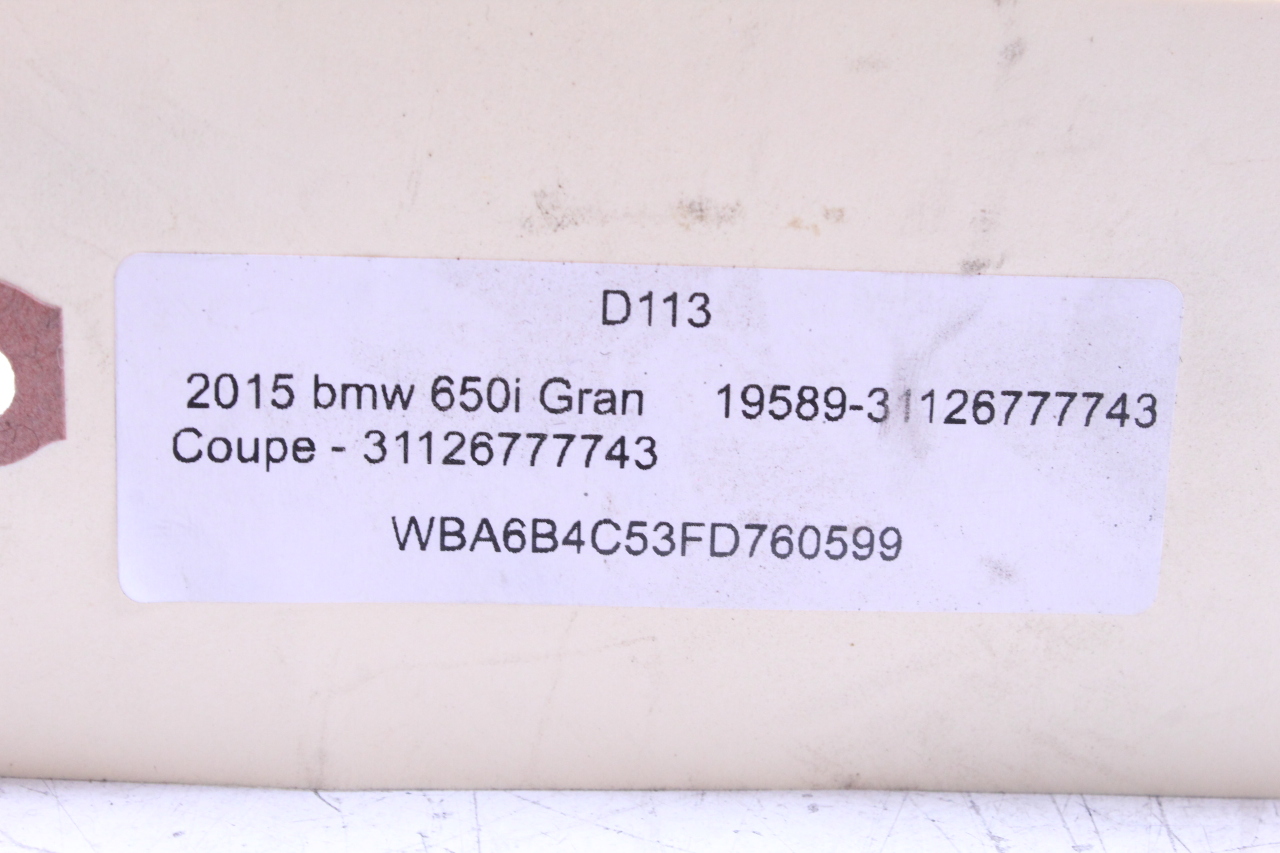 D113
2015 bmw 650i Gran 19589-31126777743
Coupe - 31126777743
WBA6B4C53FD760599